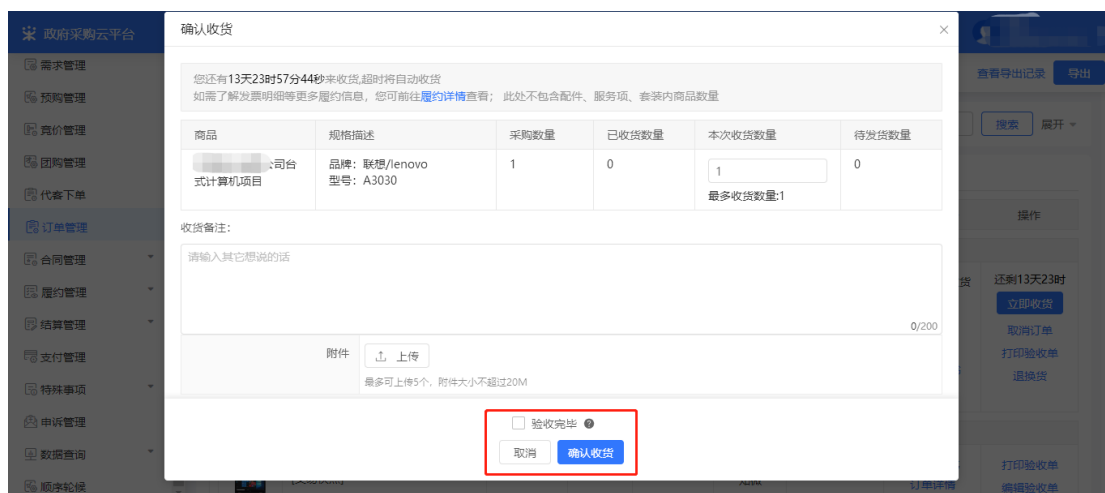 政府采购云平台
需求管理
预购管理
竞价管理
团购管理
代客下单
订单管理
合同管理
履约管理
结算管理
支付管理
特殊事项
申诉管理
数据查询
顺序轮候
确认收货
您还有13天23时57分44秒来收货,超时将自动收货
如需了解发票明细等更多履约信息，您可前往履约详情查看； 此处不包含配件、服务项、套装内商品数量
商品 规格描述 采购数量 已收货数量 本次收货数量 待发货数量
公司台式计算机项目
品牌：联想/lenovo
型号：A3030
1 0 1 0
最多收货数量:1
收货备注：
请输入其它想说的话
0/200
附件 上传
最多可上传5个，附件大小不超过20M
验收完毕
取消 确认收货
查看导出记录 导出
搜索 展开
操作
货
还剩13天23时
立即收货
取消订单
打印验收单
退换货
打印验收单
订单详情 编辑验收单